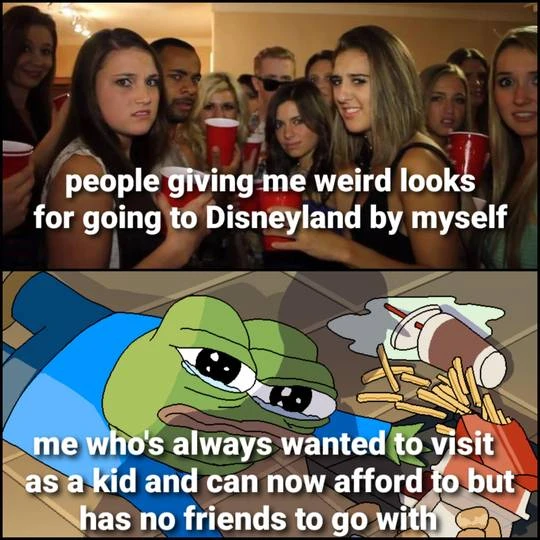 people giving me weird looks
for going to Disneyland by myself
me who's always wanted to visit
as a kid and can now afford to but
has no friends to go with